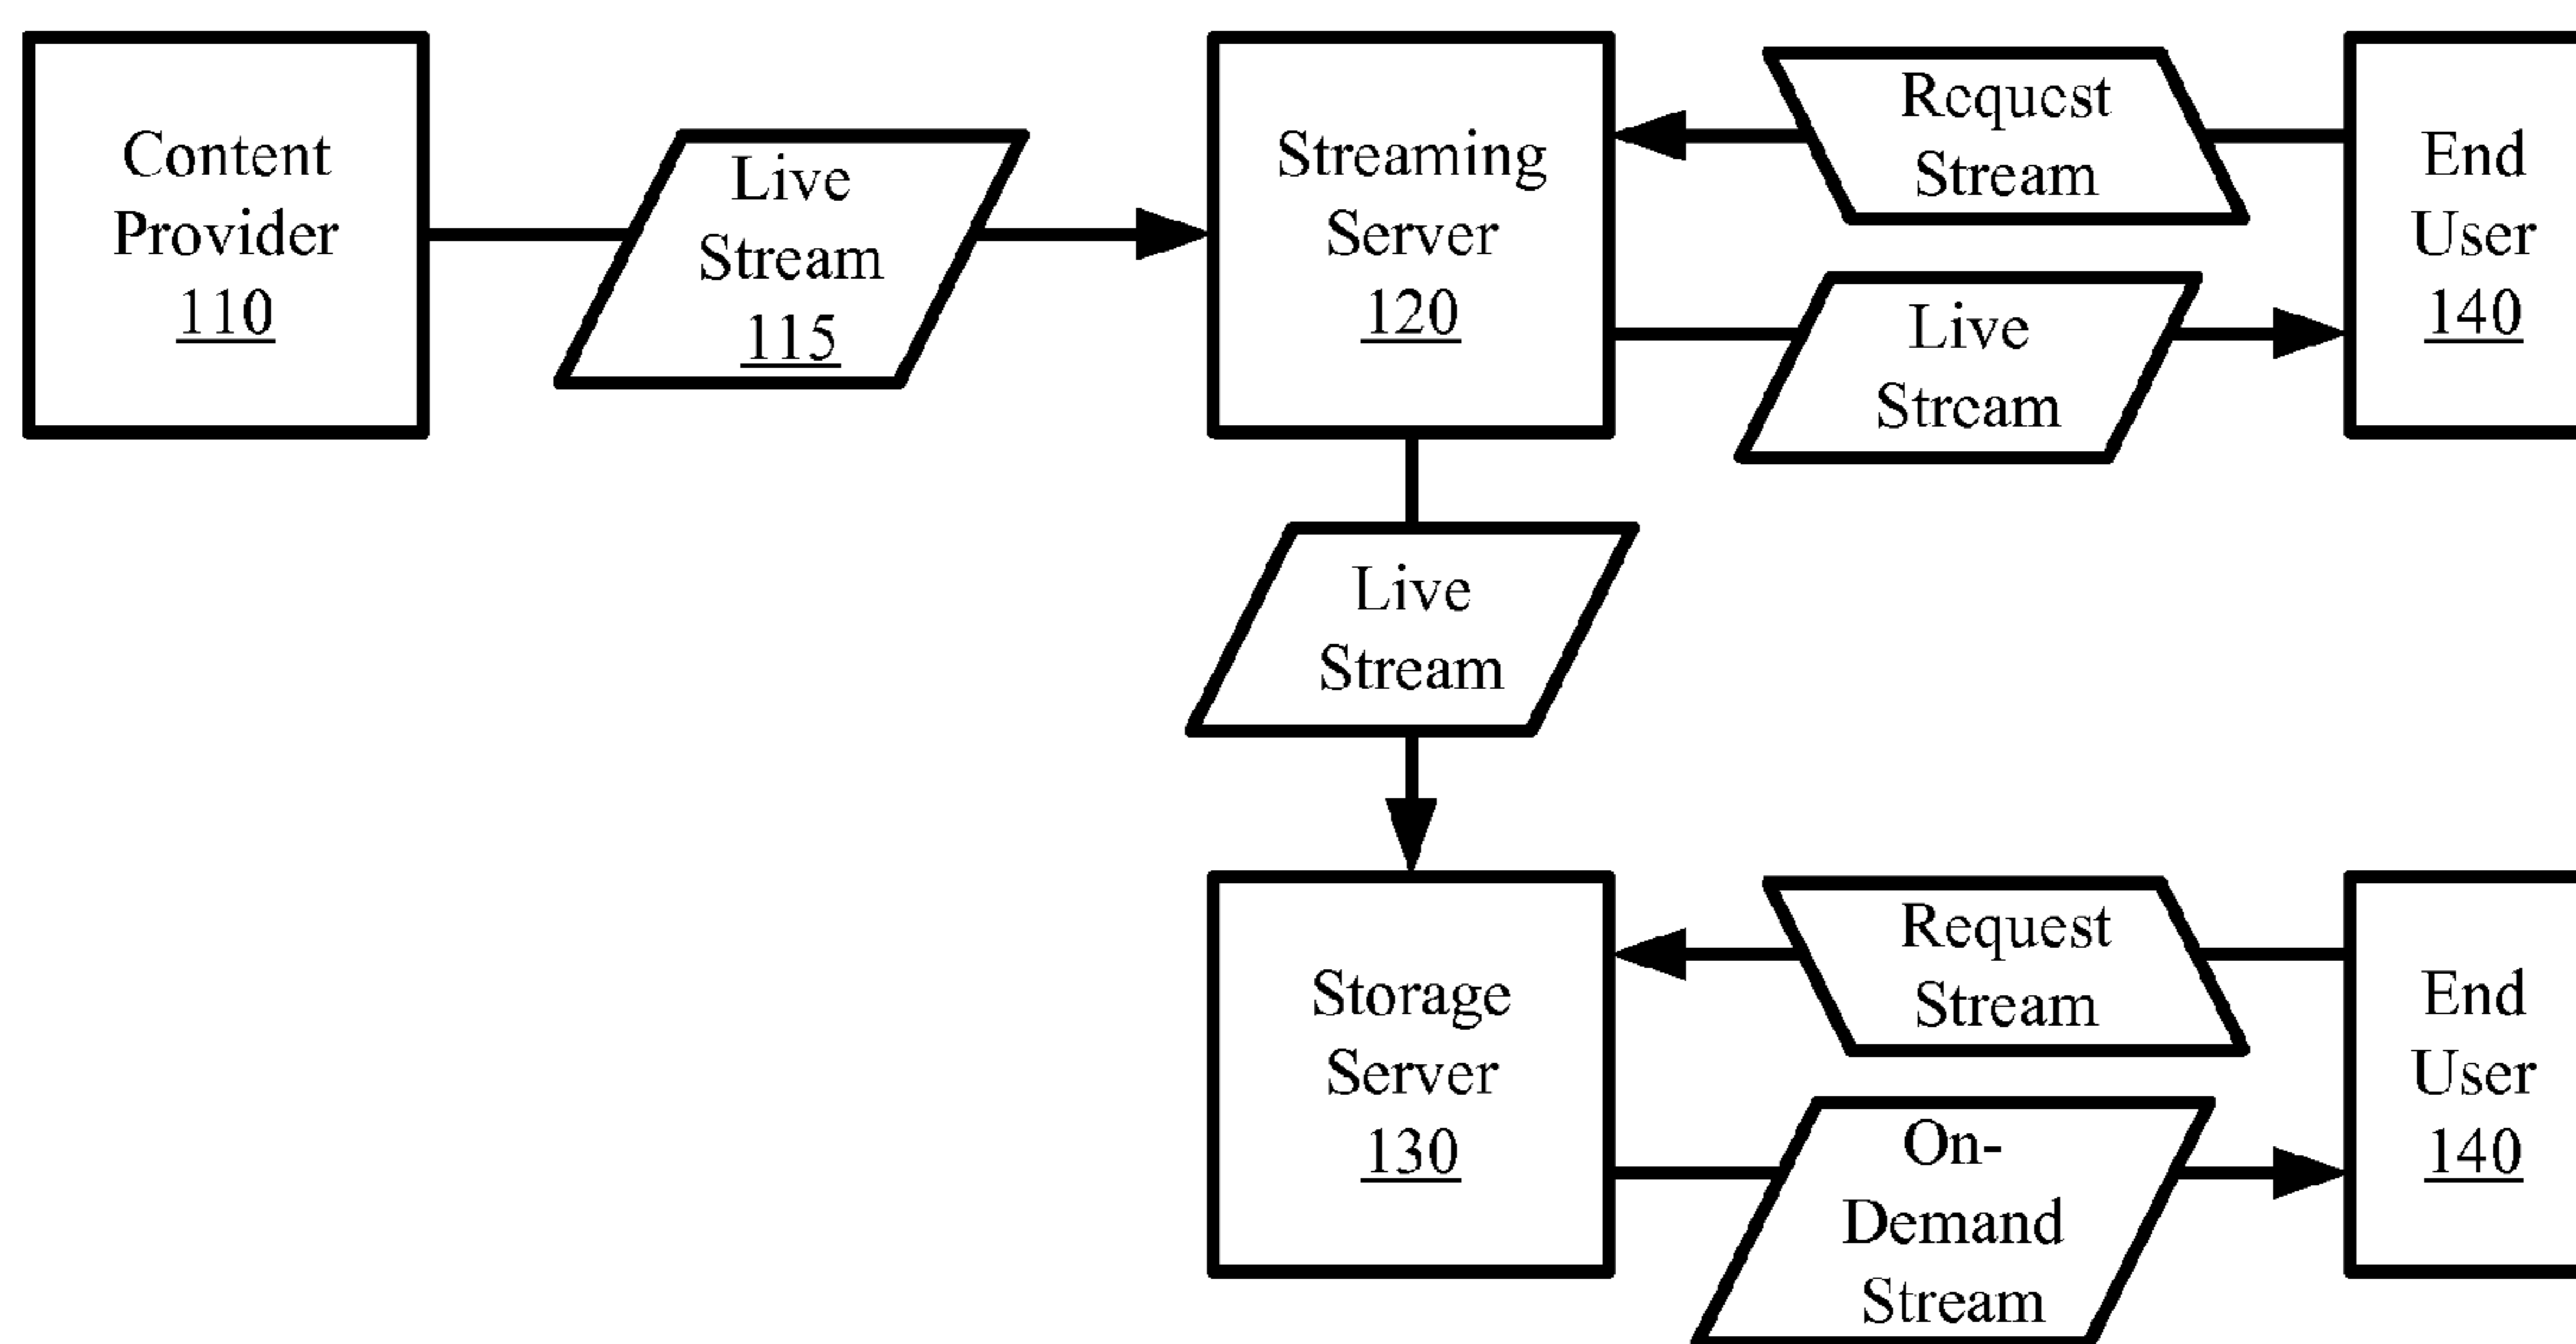 Content
Provider
110
Live
Stream
115
Streaming
Server
120
Request
Stream
Live
Stream
End
User
140
Live
Stream
Storage
Server
130
Request
Stream
On-
Demand
Stream
End
User
140